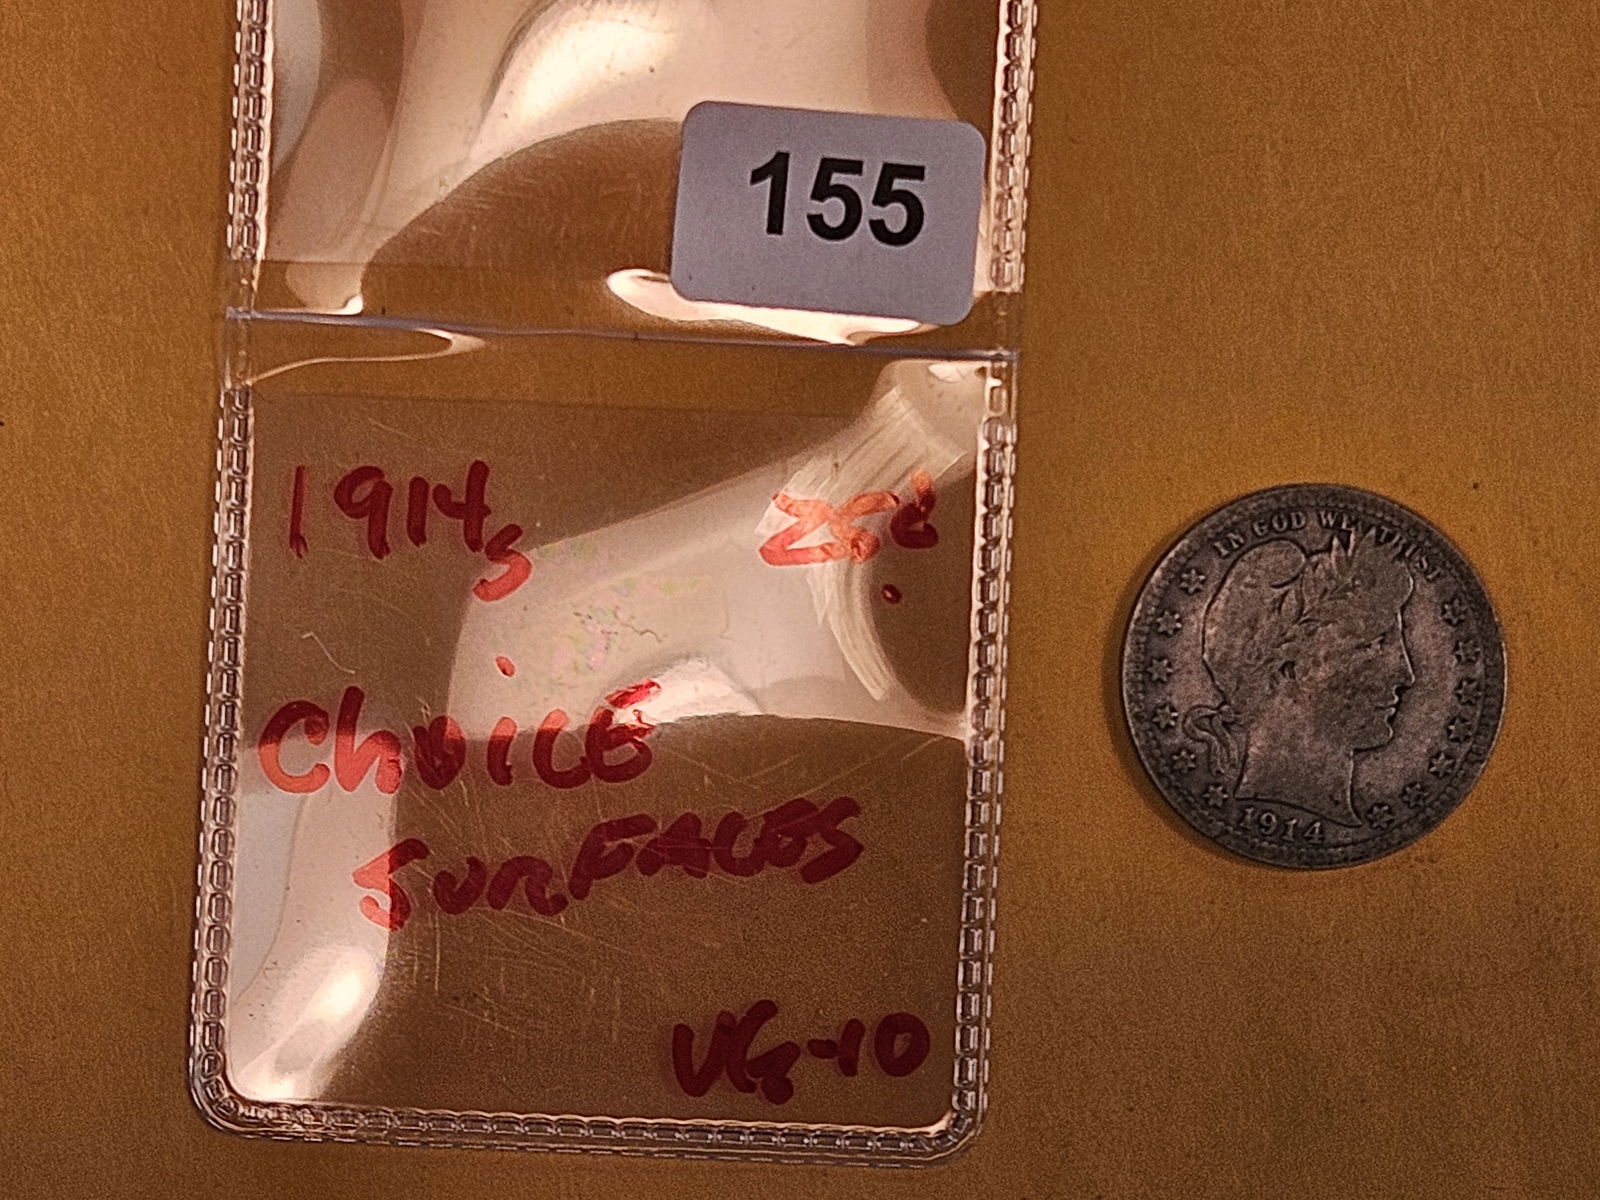 155
1914s 25¢
Choice
Surfaces
VG-10
IN GOD WE TRUST
1914